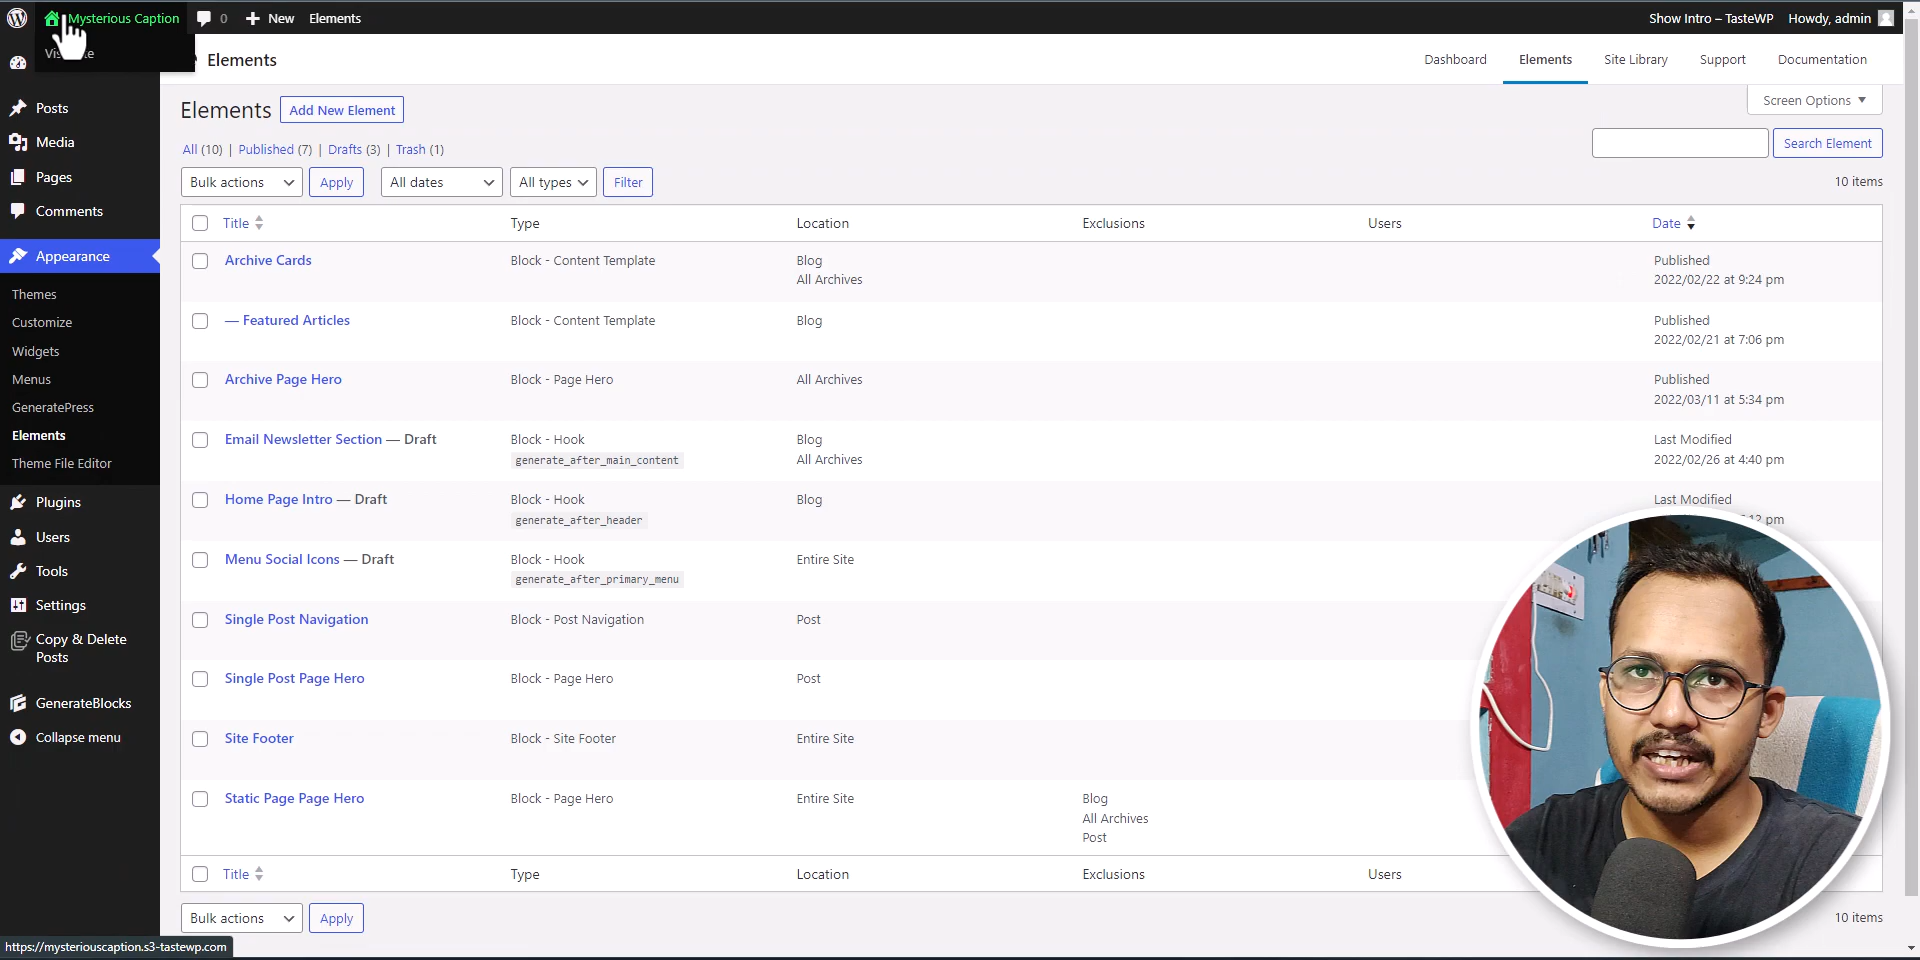 Mysterious Caption
0
New
Elements
Show Intro – TasteWP
Howdy, admin
Elements
Dashboard
Elements
Site Library
Support
Documentation
Elements
Add New Element
Screen Options
All (10) | Published (7) | Drafts (3) | Trash (1)
Search Element
Bulk actions
Apply
All dates
All types
Filter
10 items
Posts
Media
Pages
Comments
Appearance
Themes
Customize
Widgets
Menus
GeneratePress
Elements
Theme File Editor
Plugins
Users
Tools
Settings
Copy & Delete
Posts
GenerateBlocks
Collapse menu
Title
Type
Location
Exclusions
Users
Date
Archive Cards
Block - Content Template
Blog
All Archives
Published
2022/02/22 at 9:24 pm
— Featured Articles
Block - Content Template
Blog
Published
2022/02/21 at 7:06 pm
Archive Page Hero
Block - Page Hero
All Archives
Published
2022/03/11 at 5:34 pm
Email Newsletter Section — Draft
Block - Hook
generate_after_main_content
Blog
All Archives
Last Modified
2022/02/26 at 4:40 pm
Home Page Intro — Draft
Block - Hook
generate_after_header
Blog
Last Modified
pm
Menu Social Icons — Draft
Block - Hook
generate_after_primary_menu
Entire Site
Single Post Navigation
Block - Post Navigation
Post
Single Post Page Hero
Block - Page Hero
Post
Site Footer
Block - Site Footer
Entire Site
Static Page Page Hero
Block - Page Hero
Entire Site
Blog
All Archives
Post
Title
Type
Location
Exclusions
Users
Bulk actions
Apply
10 items
https://mysteriouscaption.s3-tastewp.com